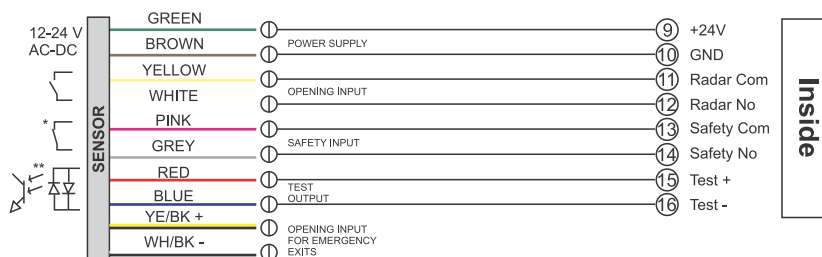 12-24 V
AC-DC
*
**
SENSOR
GREEN
BROWN
YELLOW
WHITE
PINK
GREY
RED
BLUE
YE/BK +
WH/BK -
POWER SUPPLY
OPENING INPUT
SAFETY INPUT
TEST
OUTPUT
OPENING INPUT
FOR EMERGENCY
EXITS
9 +24V
10 GND
11 Radar Com
12 Radar No
13 Safety Com
14 Safety No
15 Test +
16 Test -
Inside